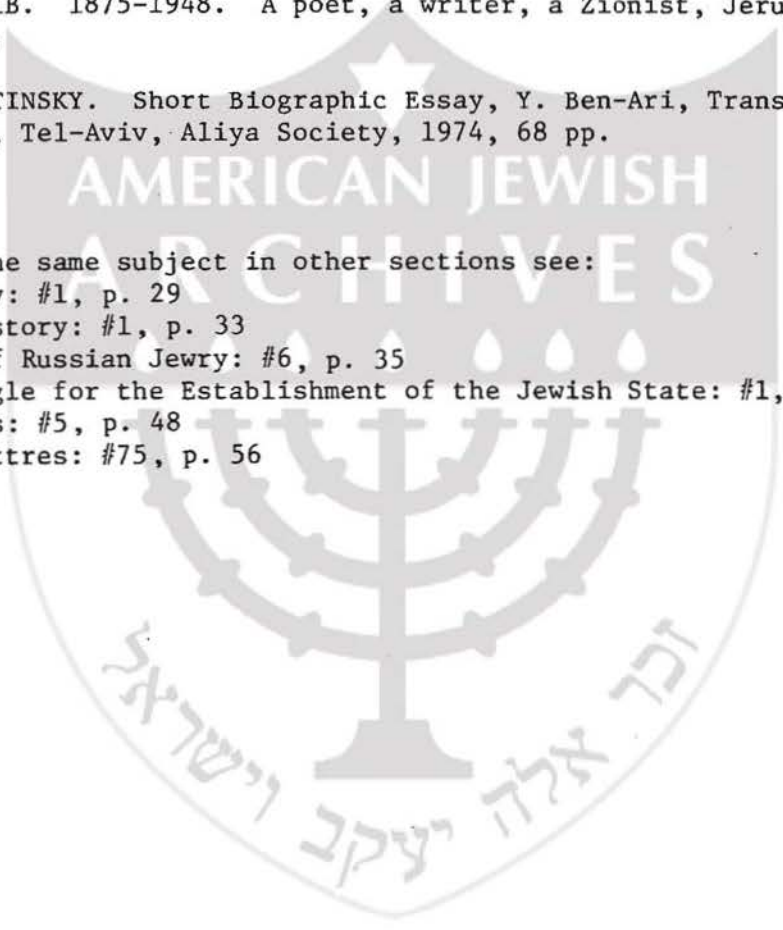 B. 1875-1948. A poet, a writer, a Zionist, Jeru
TINSKY. Short Biographic Essay, Y. Ben-Ari, Trans
Tel-Aviv, Aliya Society, 1974, 68 pp.
AMERICAN JEWISH
ARCHIVES
he same subject in other sections see:
: #1, p. 29
story: #1, p. 33
Russian Jewry: #6, p. 35
gle for the Establishment of the Jewish State: #1,
s: #5, p. 48
tres: #75, p. 56
זכר אלה יעקב וישראל